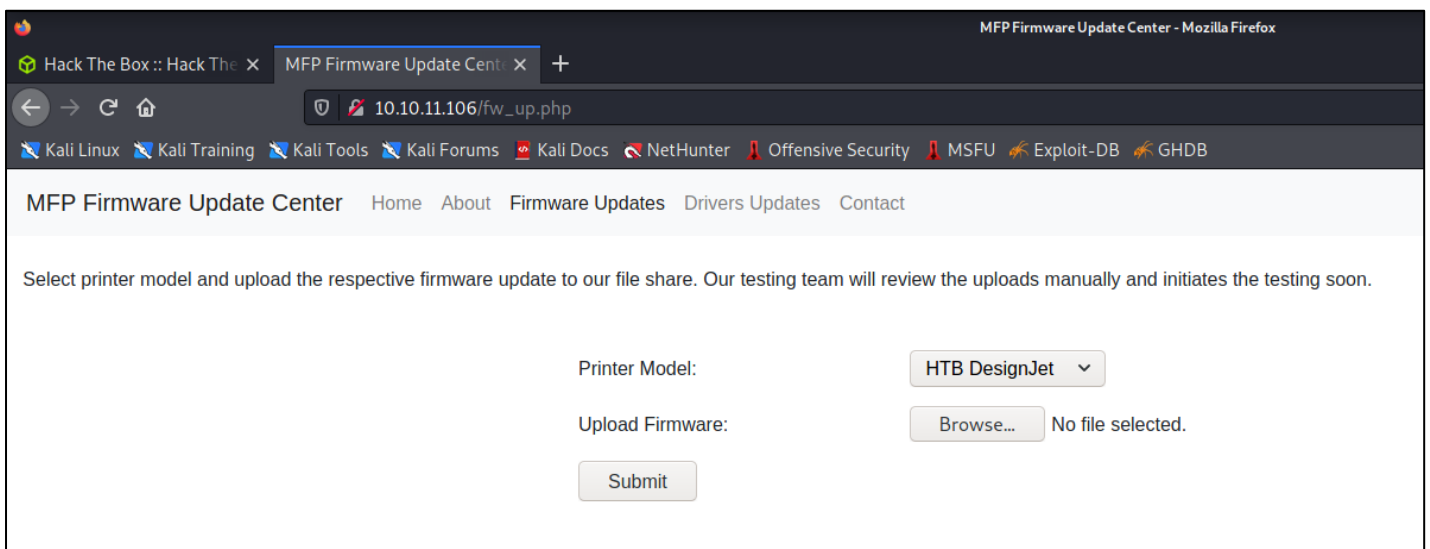 MFP Firmware Update Center - Mozilla Firefox
Hack The Box :: Hack The
MFP Firmware Update Cente
10.10.11.106/fw_up.php
Kali Linux Kali Training Kali Tools Kali Forums Kali Docs NetHunter Offensive Security MSFU Exploit-DB GHDB
MFP Firmware Update Center Home About Firmware Updates Drivers Updates Contact
Select printer model and upload the respective firmware update to our file share. Our testing team will review the uploads manually and initiates the testing soon.
Printer Model: HTB DesignJet
Upload Firmware: Browse... No file selected.
Submit